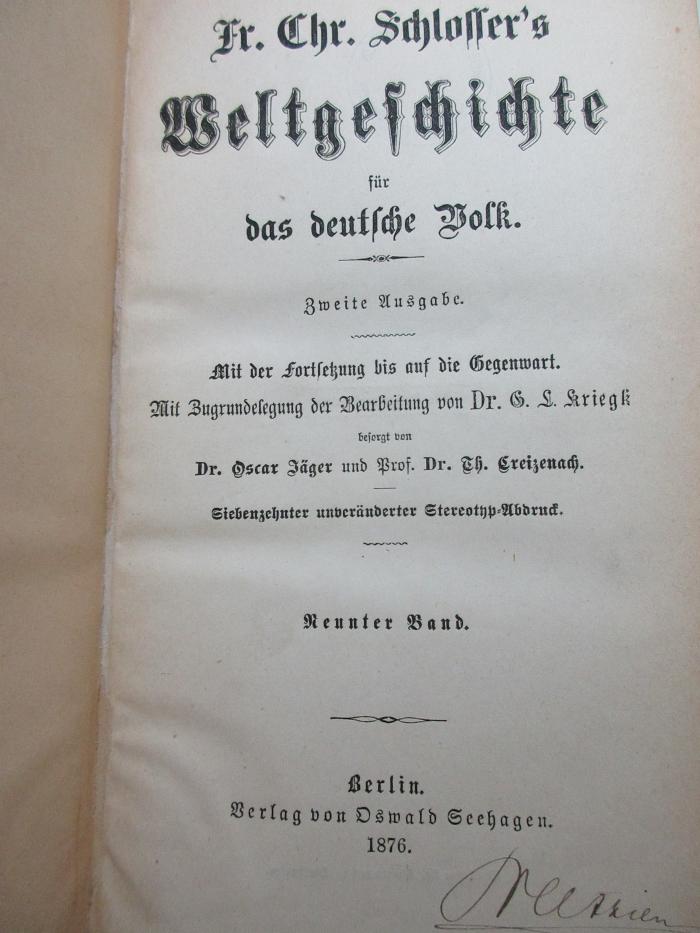 Fr. Chr. Schlosser's
Weltgeschichte
für
das deutsche Volk.
Zweite Ausgabe.
Mit der Fortsetzung bis auf die Gegenwart.
Mit Zugrundelegung der Bearbeitung von Dr. G. L. Kriegk
besorgt von
Dr. Oscar Jäger und Prof. Dr. Th. Creizenach.
Siebenzehnter unveränderter Stereotyp-Abdruck.
Neunter Band.
Berlin.
Verlag von Oswald Seehagen.
1876.